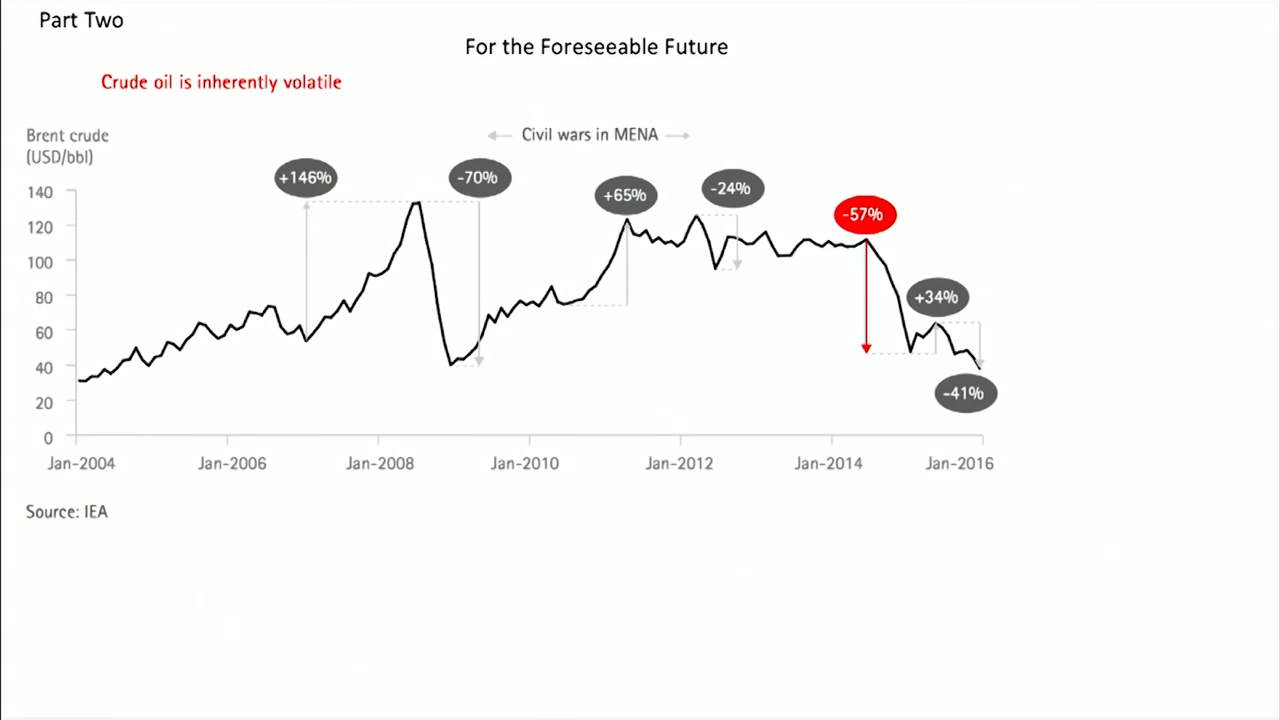 Part Two
For the Foreseeable Future
Crude oil is inherently volatile
Brent crude
(USD/bbl)
Civil wars in MENA
+146%
-70%
+65%
-24%
-57%
+34%
-41%
140
120
100
80
60
40
20
0
Jan-2004
Jan-2006
Jan-2008
Jan-2010
Jan-2012
Jan-2014
Jan-2016
Source: IEA